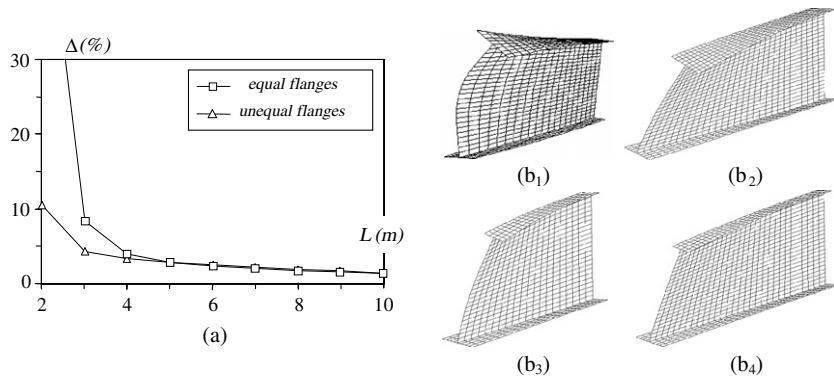 Δ(%)
30
20
10
0
equal flanges
unequal flanges
L (m)
2
4
6
8
10
(a)
(b1)
(b2)
(b3)
(b4)